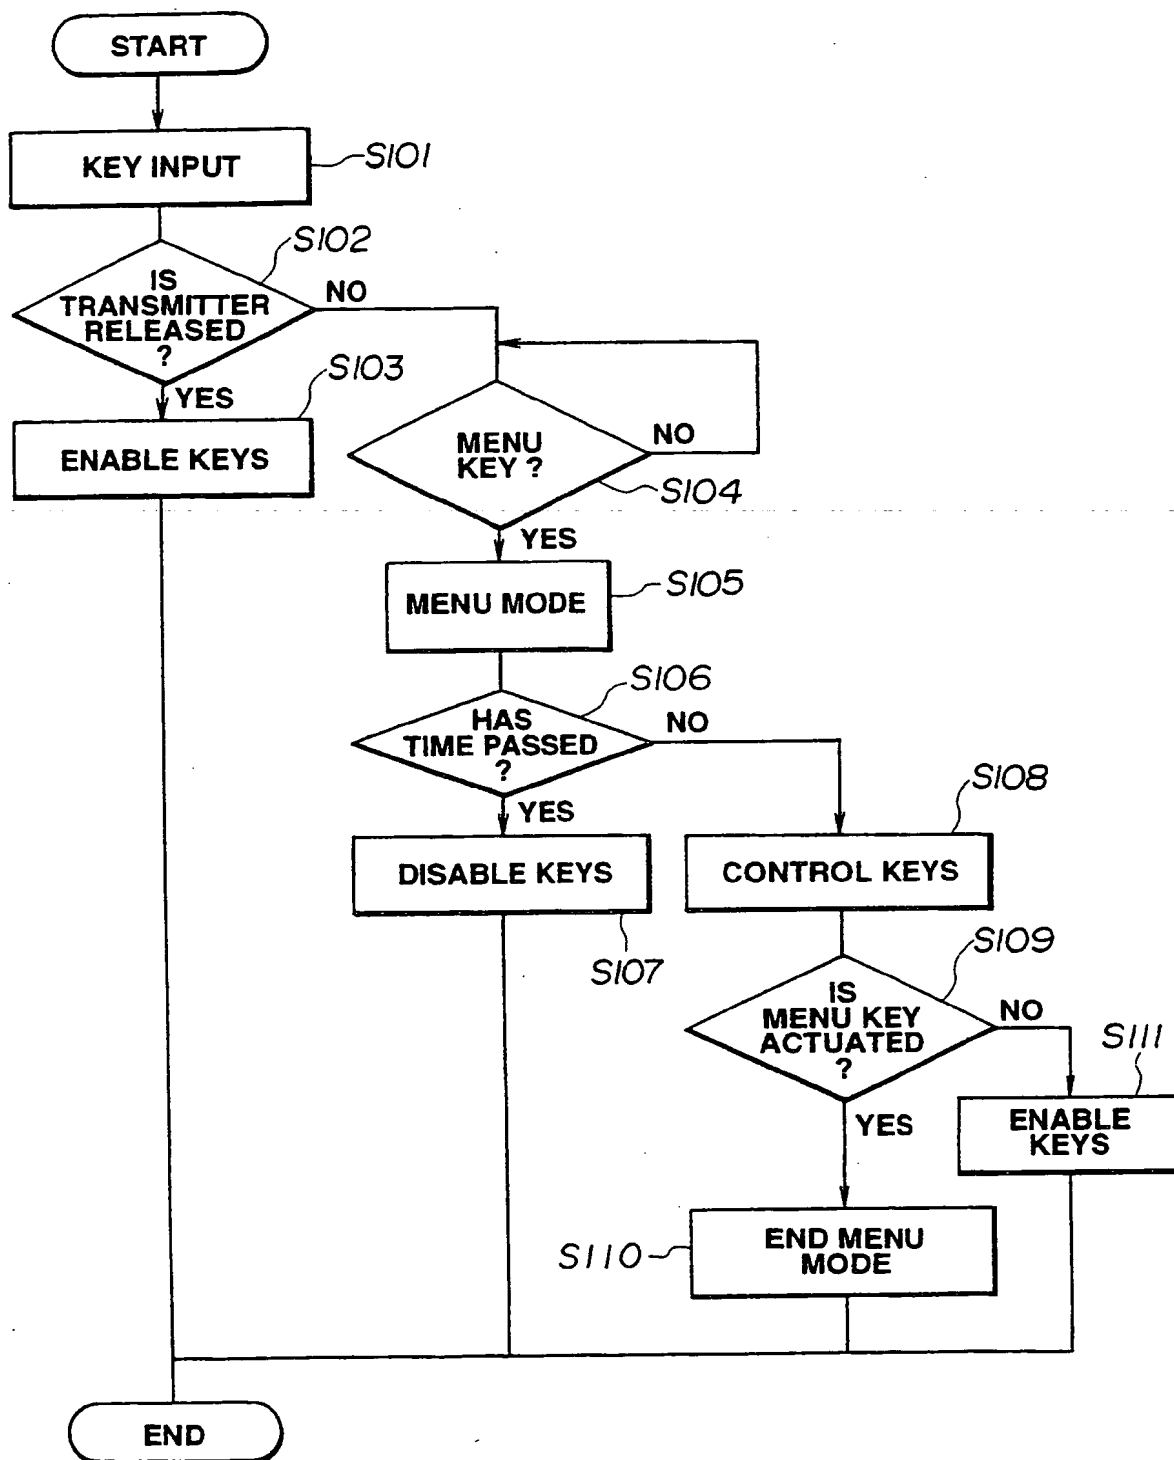 START
KEY INPUT
S101
S102
IS
TRANSMITTER
RELEASED
?
NO
YES
S103
ENABLE KEYS
MENU
KEY ?
NO
S104
YES
MENU MODE
S105
S106
HAS
TIME PASSED
?
NO
YES
DISABLE KEYS
S107
S108
CONTROL KEYS
S109
IS
MENU KEY
ACTUATED
?
NO
YES
S111
ENABLE
KEYS
S110
END MENU
MODE
END